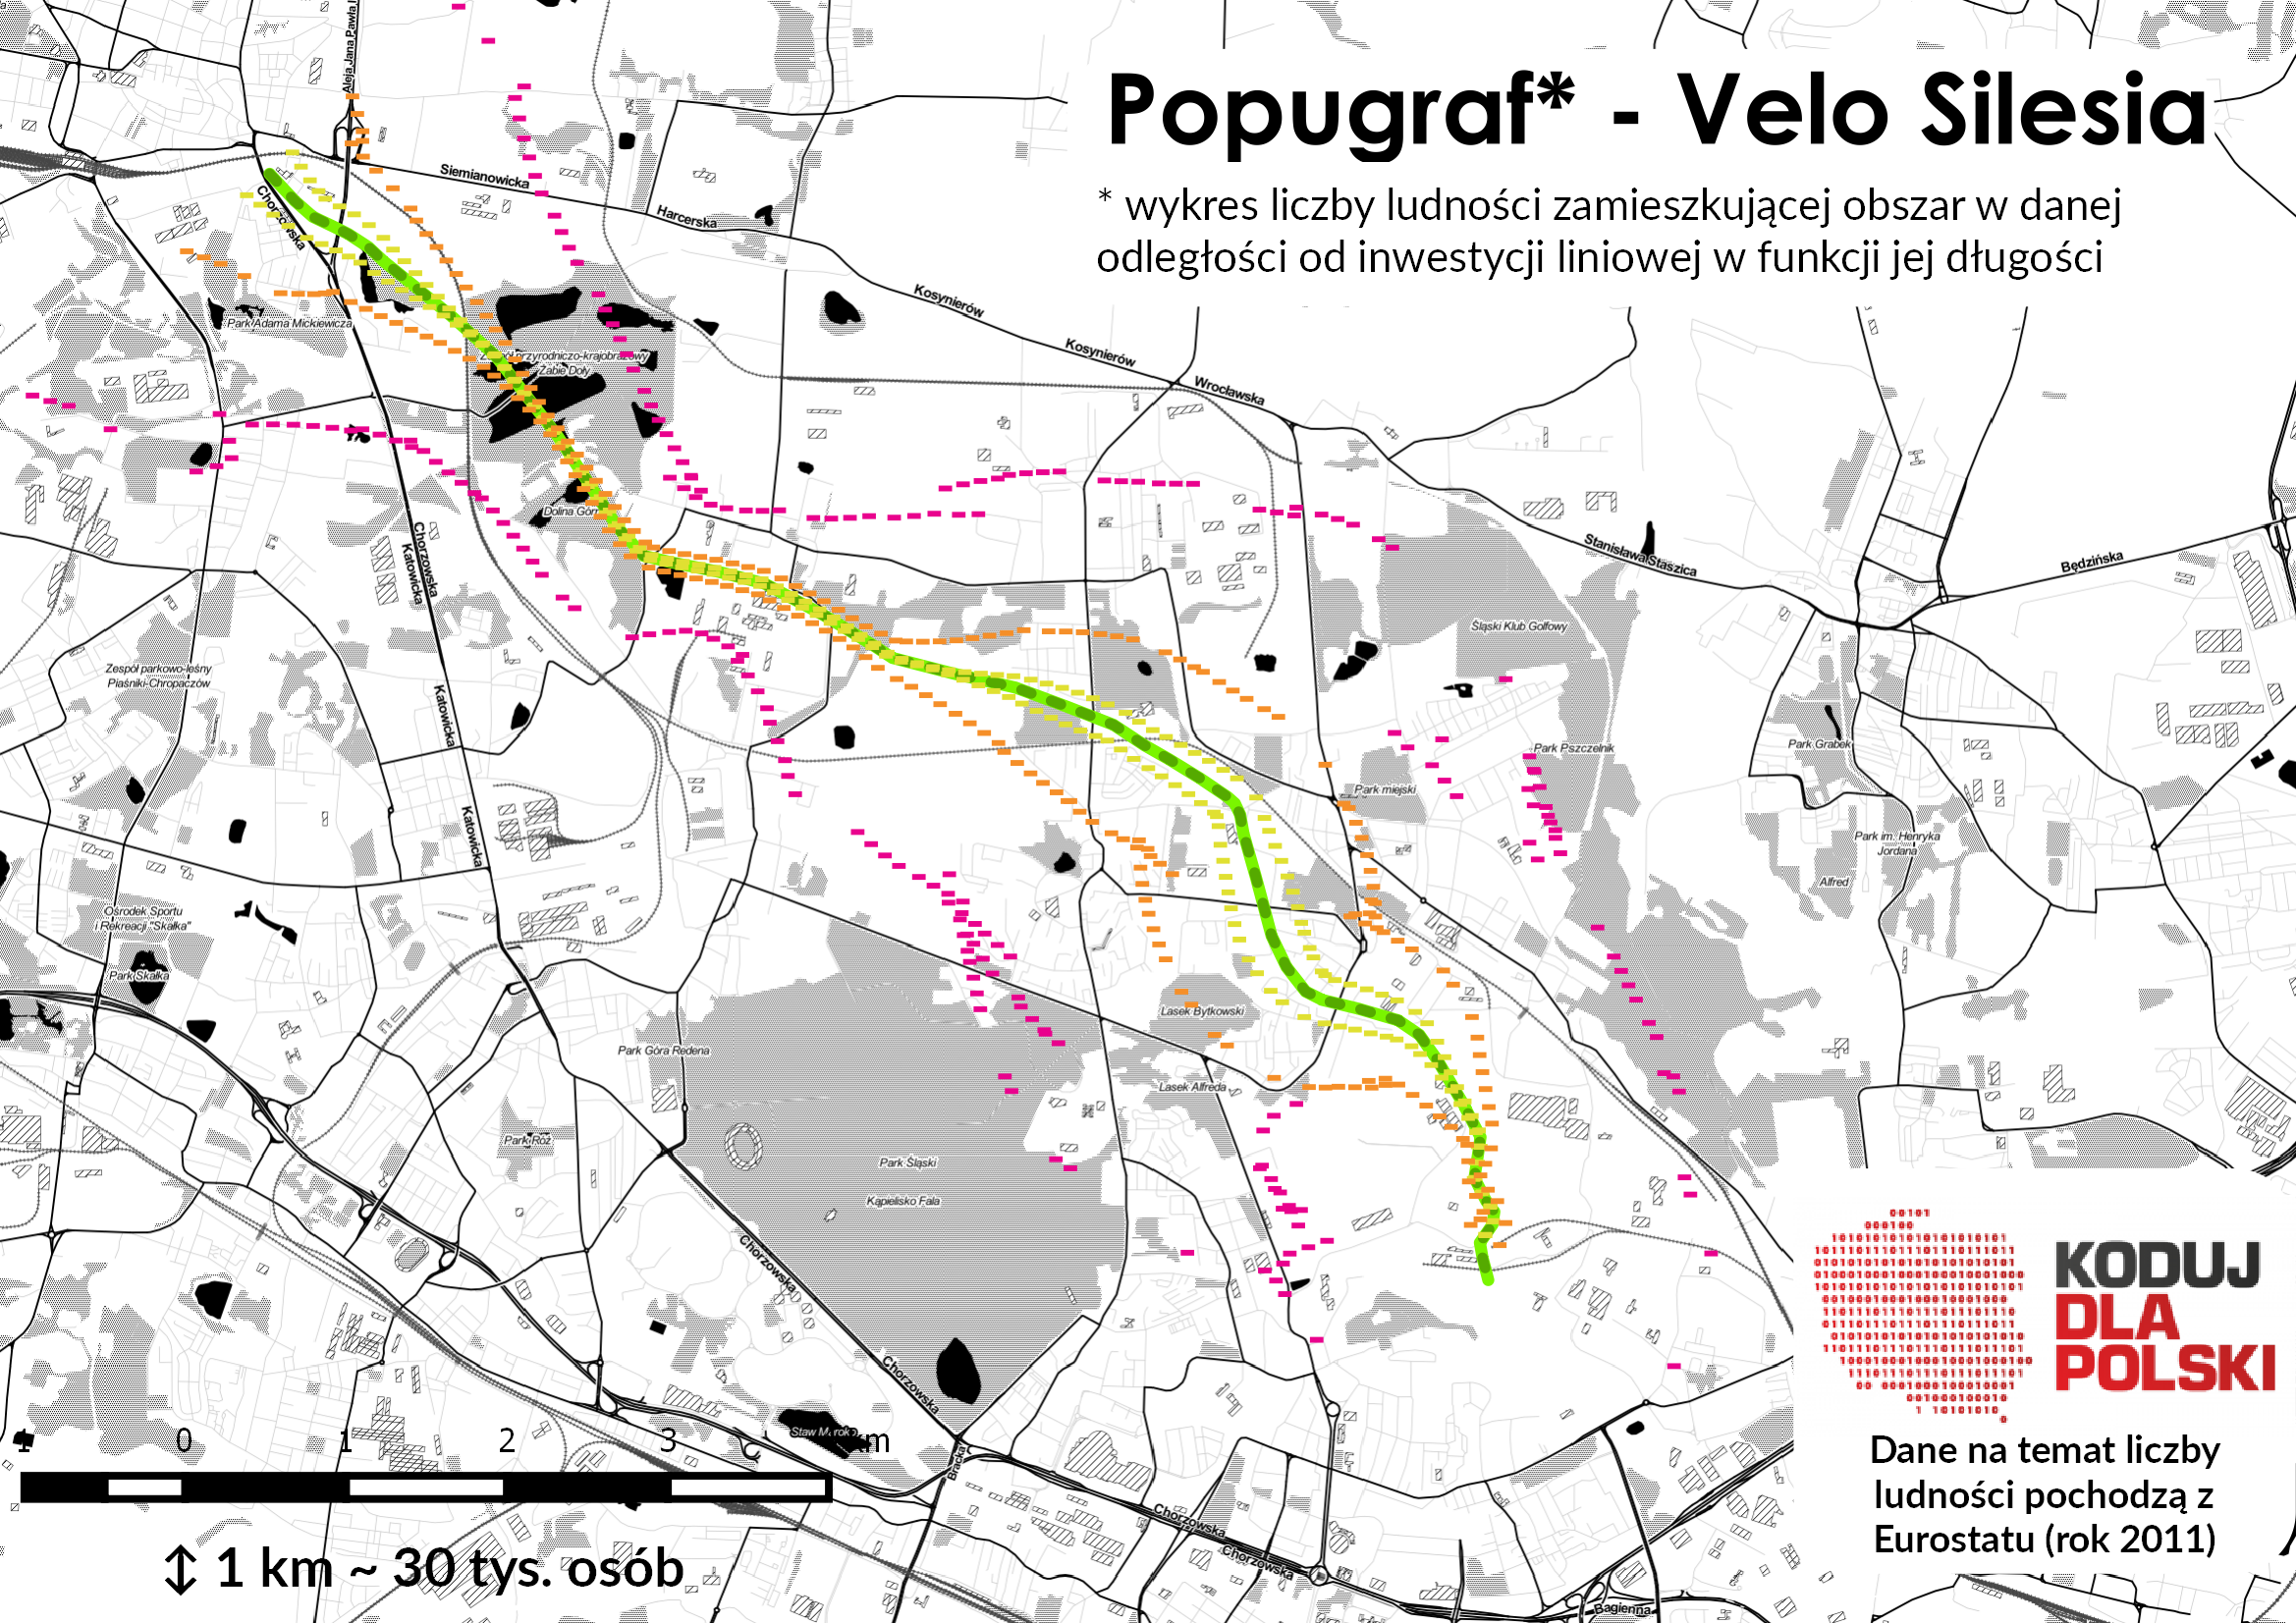 Popugraf* - Velo Silesia
* wykres liczby ludności zamieszkującej obszar w danej
odległości od inwestycji liniowej w funkcji jej długości
Aleja Jana Pawła I
Siemianowicka
Harcerska
Chorzowska
Kosynierów
Kosynierów
Wrocławska
Park Adama Mickiewicza
Zespół przyrodniczo-krajobrazowy
Żabie Doły
Dolina Górn
Chorzowska
Katowicka
Stanisława Staszica
Będzińska
Śląski Klub Golfowy
Zespół parkowo-leśny
Piaśniki-Chropaczów
Katowicka
Park Pszczelnik
Park Grabek
Park miejski
Katowicka
Park im. Henryka
Jordana
Alfred
Ośrodek Sportu
i Rekreacji "Skałka"
Park Skałka
Lasek Bytkowski
Park Góra Redena
Lasek Alfreda
Park Róż
Park Śląski
Kąpielisko Fala
Chorzowska
Chorzowska
KODUJ
DLA
POLSKI
Dane na temat liczby
ludności pochodzą z
Eurostatu (rok 2011)
1 0 1 2 3 km
Staw M rok
Bracka
Chorzowska
Chorzowska
Bagienna
↕ 1 km ~ 30 tys. osób